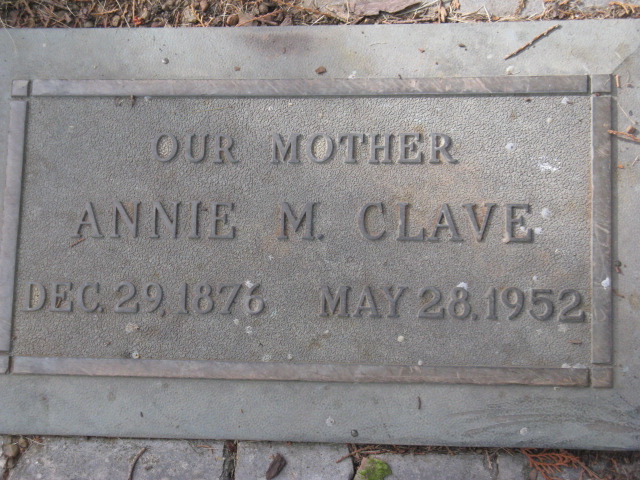 OUR MOTHER
ANNIE M. CLAVE
DEC. 29, 1876 MAY 28, 1952